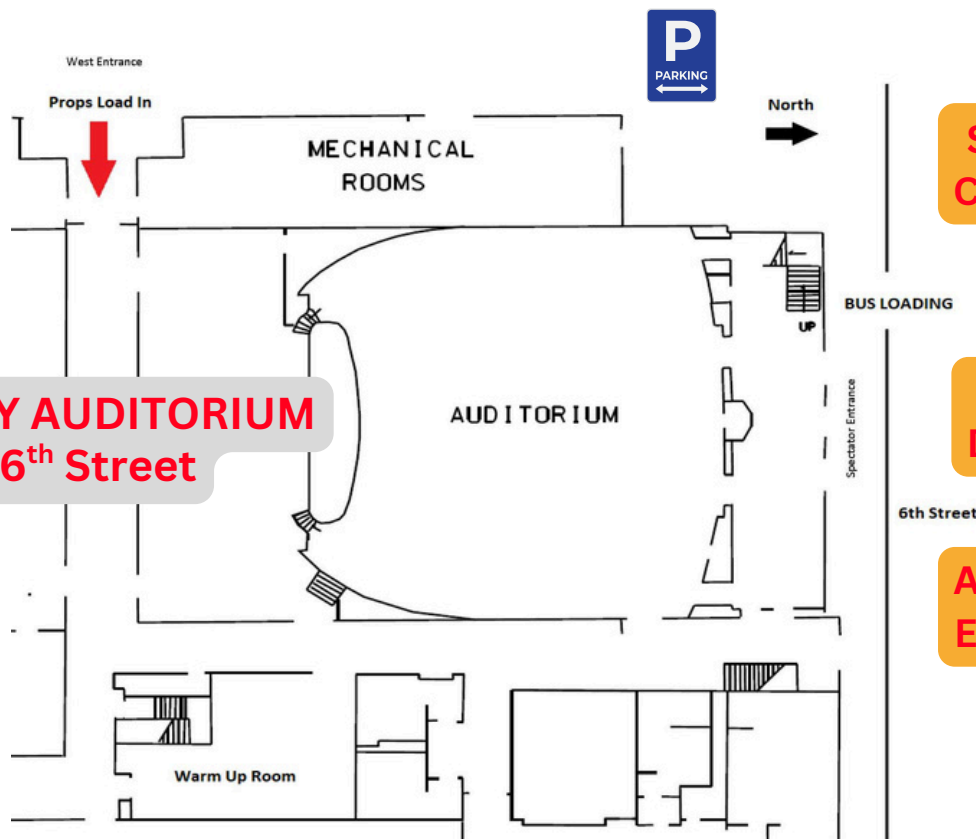 P
PARKING
West Entrance
Props Load In
North
MECHANICAL
ROOMS
BUS LOADING
UP
AUDITORIUM
Y AUDITORIUM
6th Street
Spectator Entrance
6th Street
S
C
L
A
E
Warm Up Room